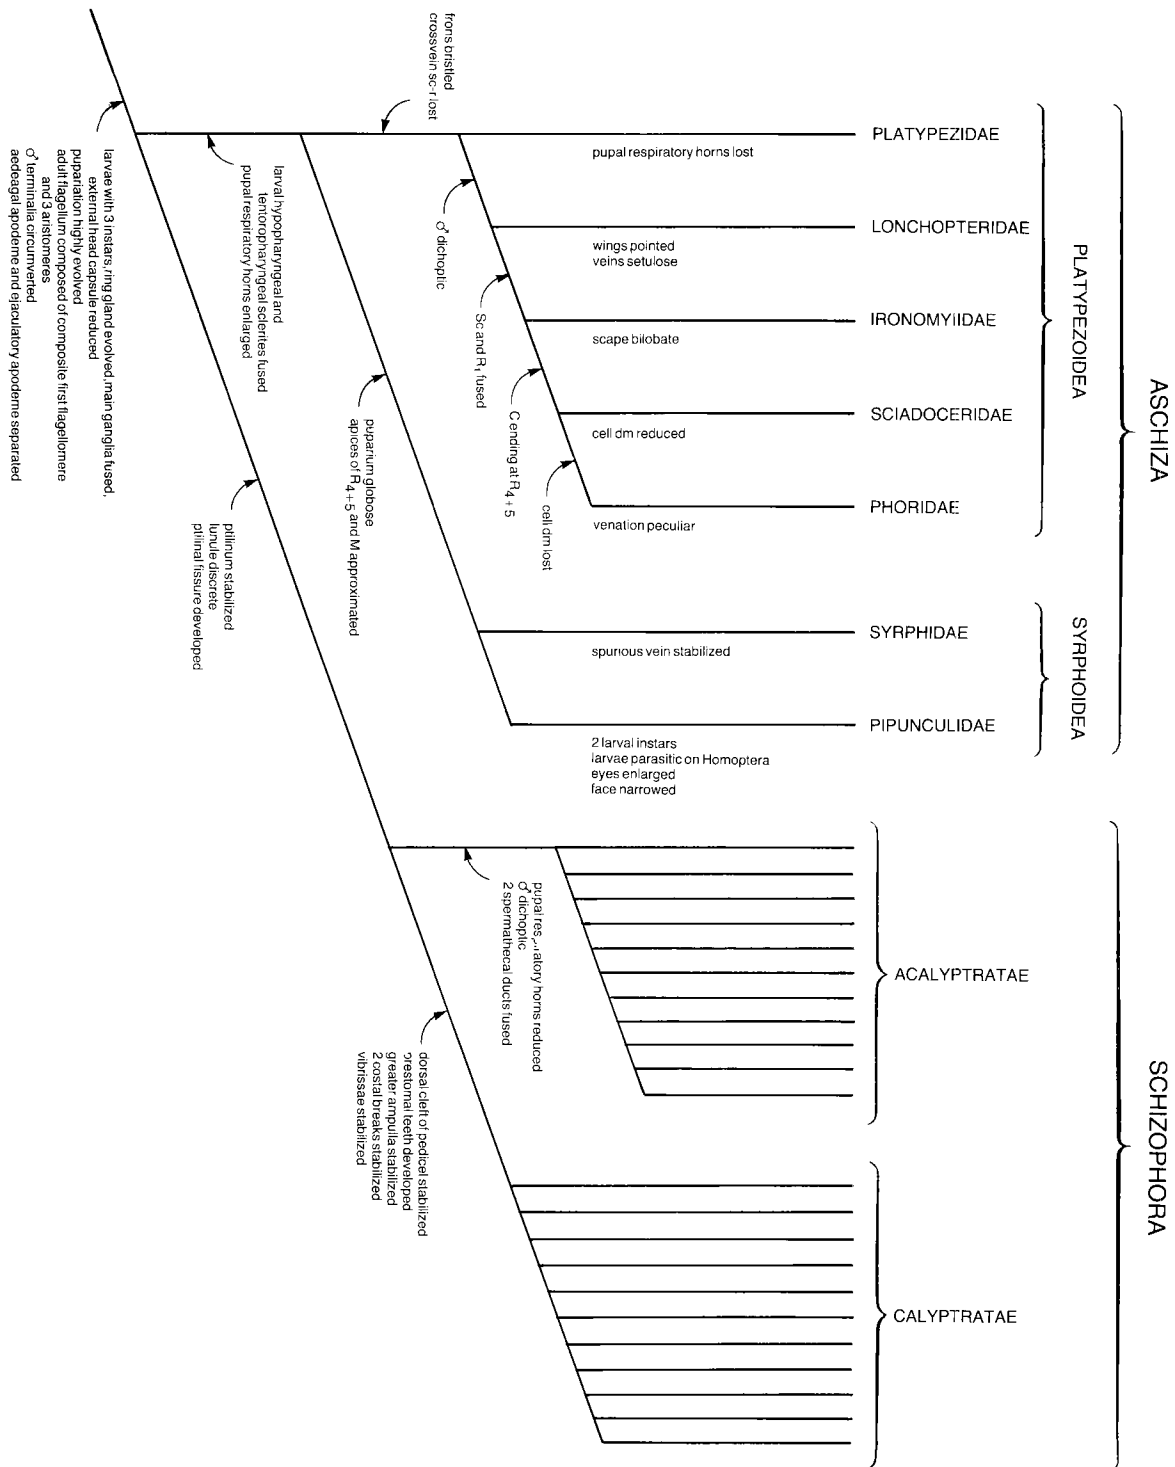 frons bristled
crossvein sc-r lost
PLATYPEZIDAE
pupal respiratory horns lost
LONCHOPTERIDAE
wings pointed
veins setulose
IRONOMYIIDAE
scape bilobate
SCIADOCERIDAE
cell dm reduced
PHORIDAE
venation peculiar
PLATYPEZOIDEA
ASCHIZA
♂ dichoptic
Sc and R1 fused
C ending at R4+5
cell dm lost
larval hypopharyngeal and
tentoropharyngeal sclerites fused
pupal respiratory horns enlarged
larvae with 3 instars, ring gland evolved, main ganglia fused,
external head capsule reduced
pupariation highly evolved
adult flagellum composed of composite first flagellomere
and 3 aristomeres
♂ terminalia circumverted
aedeagal apodeme and ejaculatory apodeme separated
puparium globose
apices of R4+5 and M approximated
SYRPHIDAE
spurious vein stabilized
PIPUNCULIDAE
2 larval instars
larvae parasitic on Homoptera
eyes enlarged
face narrowed
SYRPHOIDEA
ptilinum stabilized
lunule discrete
ptilinal fissure developed
pupal respiratory horns reduced
♂ dichoptic
2 spermathecal ducts fused
ACALYPTRATAE
SCHIZOPHORA
dorsal cleft of pedicel stabilized
prestomal teeth developed
greater ampulla stabilized
2 costal breaks stabilized
vibrissae stabilized
CALYPTRATAE